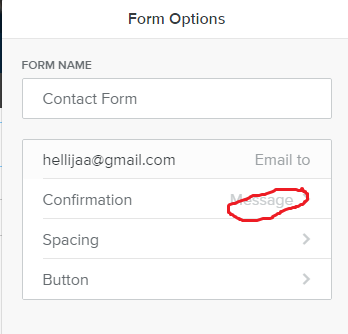 Form Options
FORM NAME
Contact Form
hellijaa@gmail.com Email to
Confirmation Message
Spacing
Button